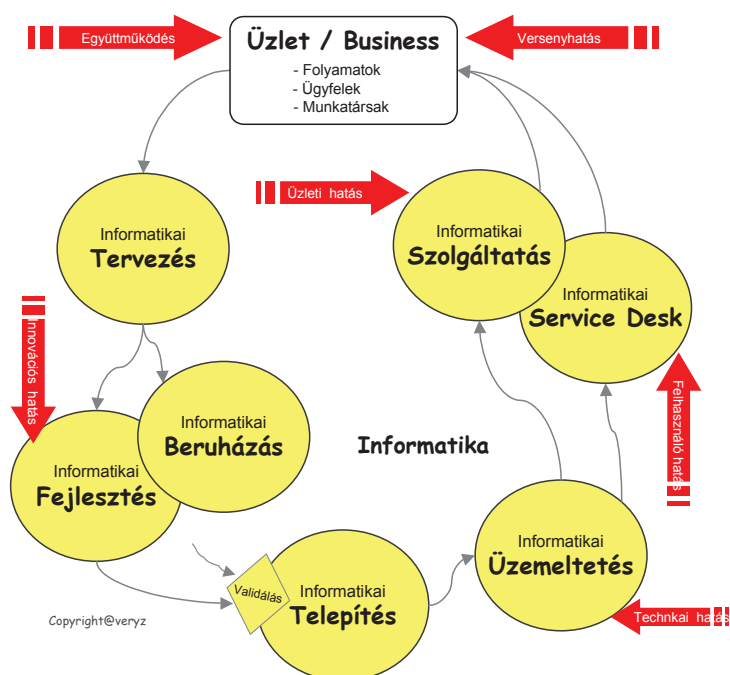 Együttműködés
Üzlet / Business
- Folyamatok
- Ügyfelek
- Munkatársak
Versenyhatás
Üzleti hatás
Informatikai
Tervezés
Informatikai
Szolgáltatás
Informatikai
Service Desk
Innovációs hatás
Felhasználó hatás
Informatikai
Beruházás
Informatika
Informatikai
Fejlesztés
Informatikai
Üzemeltetés
Validálás
Informatikai
Telepítés
Technkai hatás
Copyright@veryz